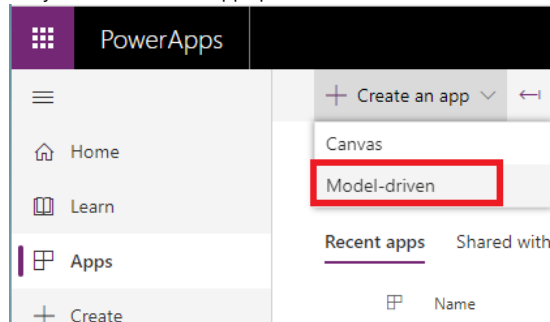 PowerApps
+ Create an app
Home
Canvas
Model-driven
Learn
Recent apps Shared with
Apps
Name
+ Create